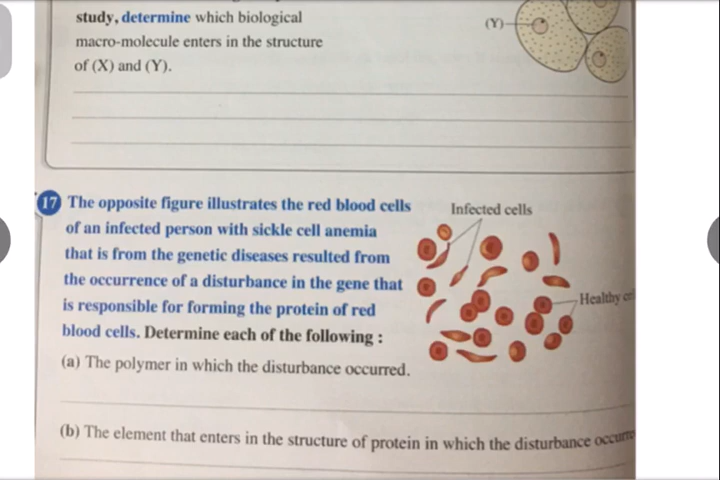 study, determine which biological
(Y)
macro-molecule enters in the structure
of (X) and (Y).
17 The opposite figure illustrates the red blood cells
of an infected person with sickle cell anemia
that is from the genetic diseases resulted from
the occurrence of a disturbance in the gene that
is responsible for forming the protein of red
blood cells. Determine each of the following :
Infected cells
Healthy
(a) The polymer in which the disturbance occurred.
(b) The element that enters in the structure of protein in which the disturbance